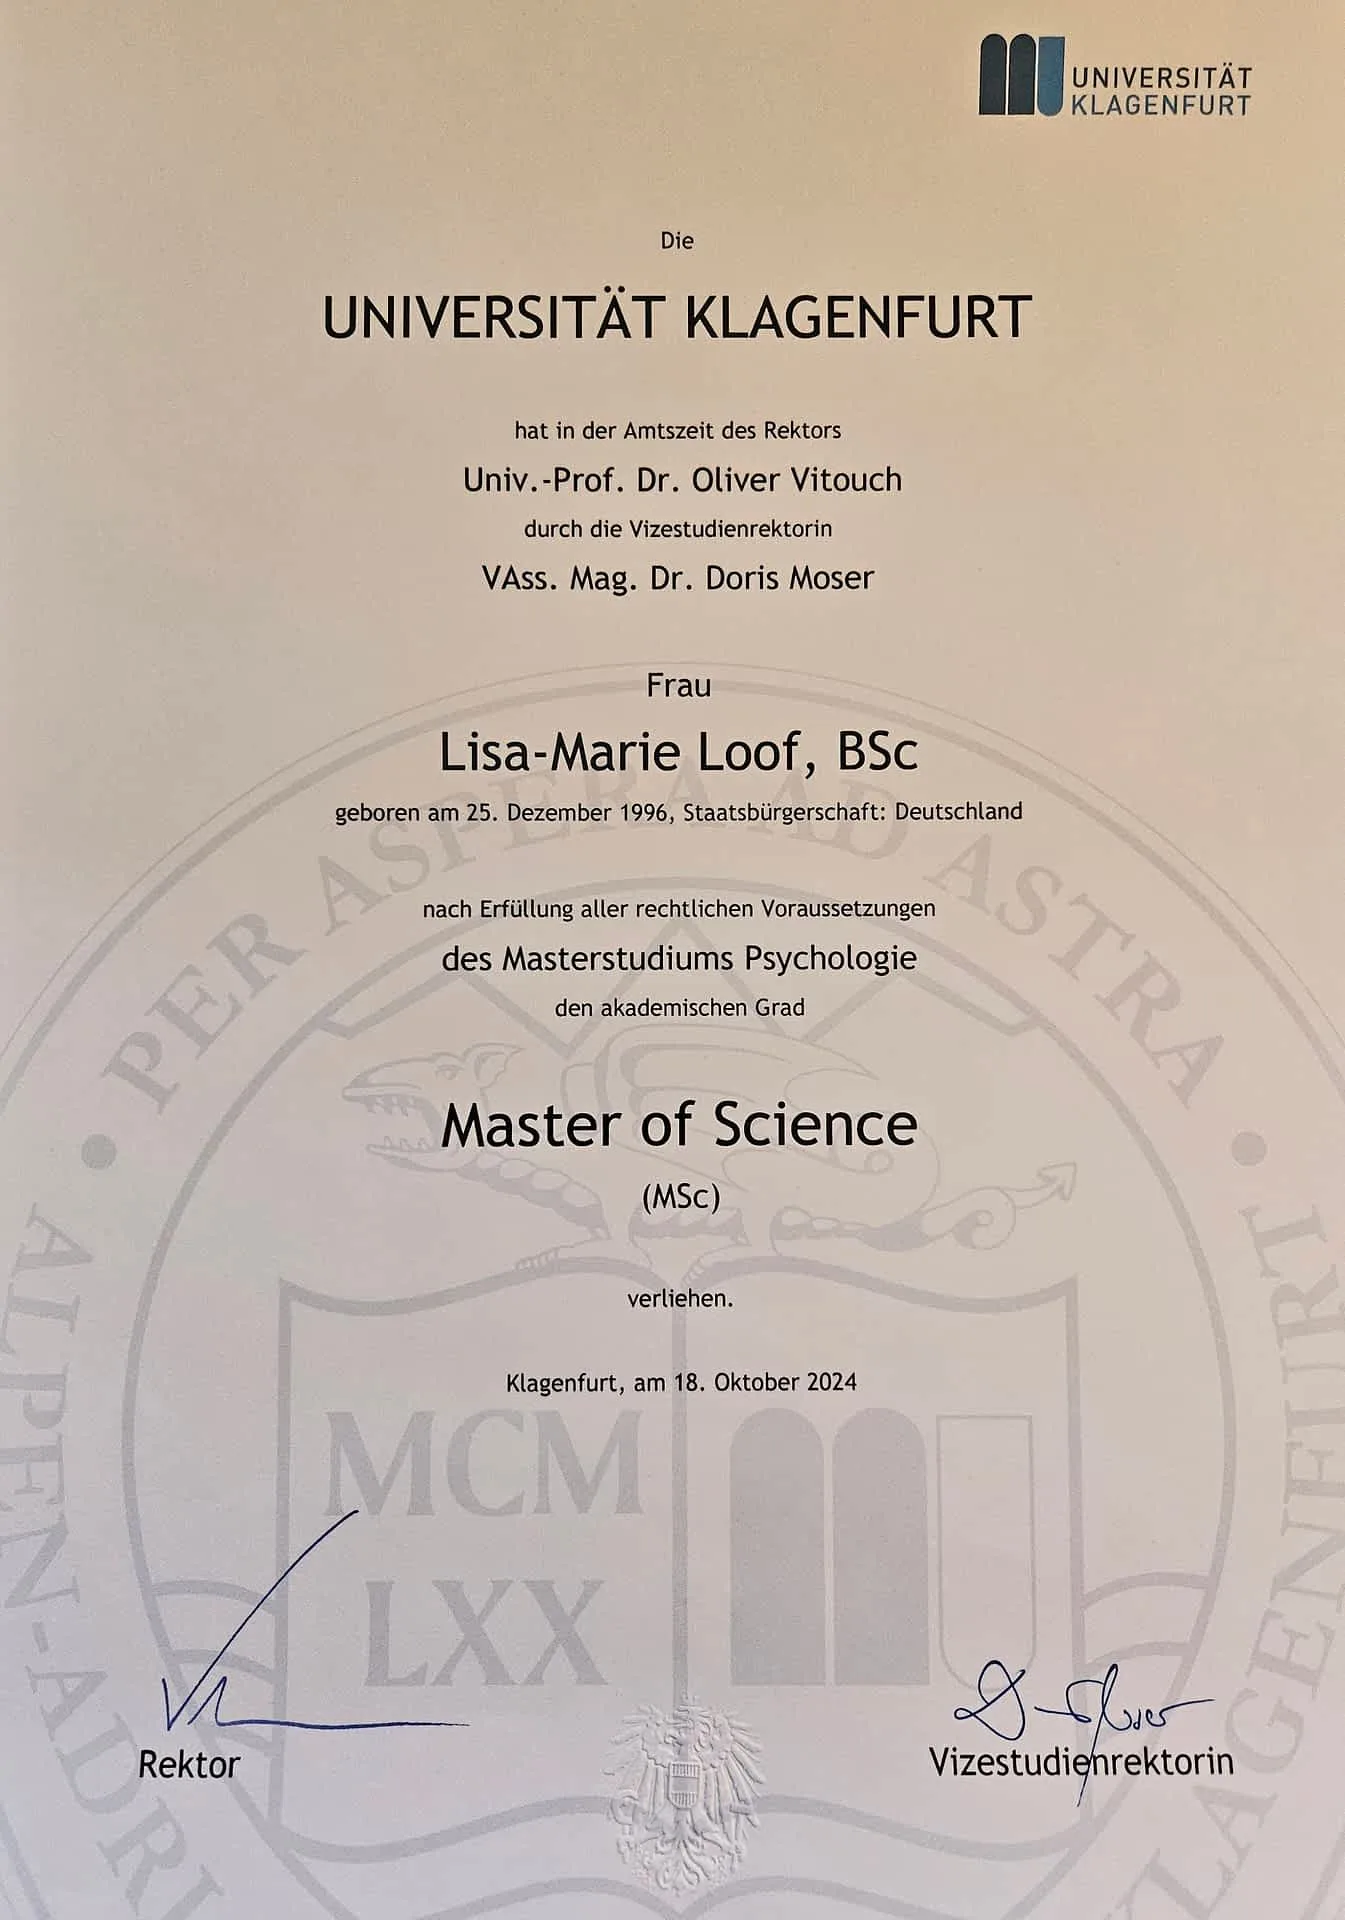 UNIVERSITÄT
KLAGENFURT
Die
UNIVERSITÄT KLAGENFURT
hat in der Amtszeit des Rektors
Univ.-Prof. Dr. Oliver Vitouch
durch die Vizestudienrektorin
VAss. Mag. Dr. Doris Moser
Frau
Lisa-Marie Loof, BSc
geboren am 25. Dezember 1996, Staatsbürgerschaft: Deutschland
nach Erfüllung aller rechtlichen Voraussetzungen
des Masterstudiums Psychologie
den akademischen Grad
Master of Science
(MSc)
verliehen.
Klagenfurt, am 18. Oktober 2024
PER ASPERA AD ASTRA
ALPEN-ADRI
KLAGENFURT
MCM
LXX
Rektor
Vizestudienrektorin